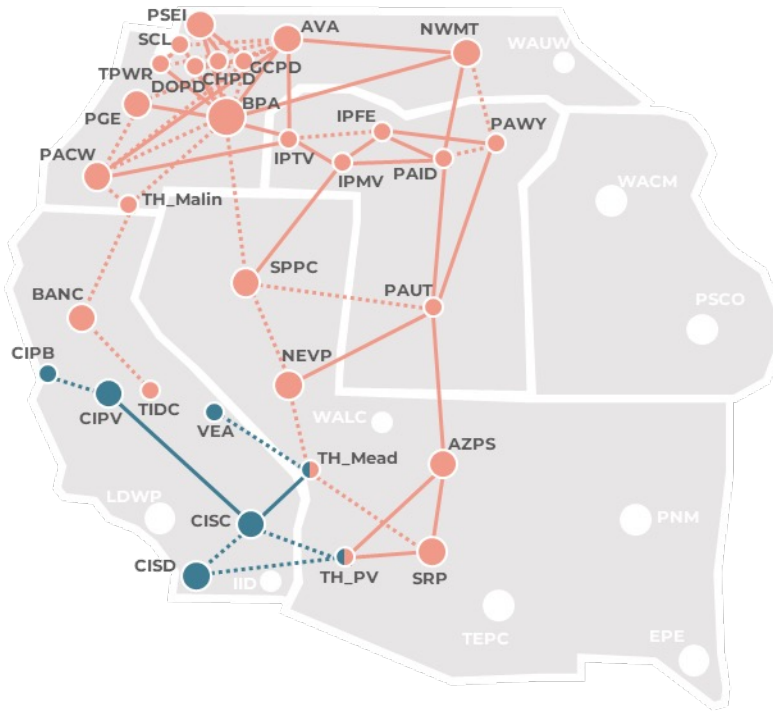 PSEI
AVA
NWMT
SCL
WAUW
TPWR
DOPD
CHPD
GCPD
PGE
BPA
IPFE
PAWY
IPTV
PACW
IPMV
PAID
TH_Malin
WACM
SPPC
PAUT
BANC
PSCO
NEVP
CIPB
CIPV
TIDC
VEA
WALC
AZPS
TH_Mead
LDWP
CISC
PNM
CISD
IID
TH_PV
SRP
TEPC
EPE